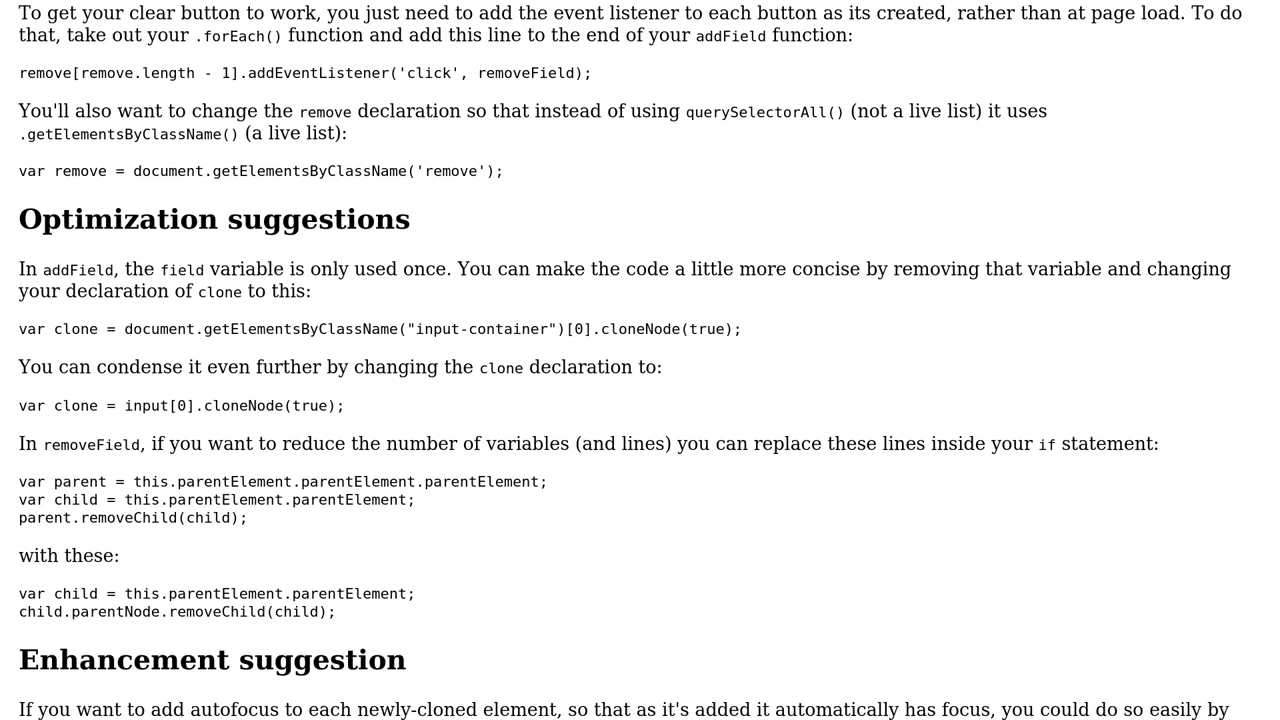 To get your clear button to work, you just need to add the event listener to each button as its created, rather than at page load. To do
that, take out your .forEach() function and add this line to the end of your addField function:
remove[remove.length - 1].addEventListener('click', removeField);
You'll also want to change the remove declaration so that instead of using querySelectorAll() (not a live list) it uses
.getElementsByClassName() (a live list):
var remove = document.getElementsByClassName('remove');
Optimization suggestions
In addField, the field variable is only used once. You can make the code a little more concise by removing that variable and changing
your declaration of clone to this:
var clone = document.getElementsByClassName("input-container")[0].cloneNode(true);
You can condense it even further by changing the clone declaration to:
var clone = input[0].cloneNode(true);
In removeField, if you want to reduce the number of variables (and lines) you can replace these lines inside your if statement:
var parent = this.parentElement.parentElement.parentElement;
var child = this.parentElement.parentElement;
parent.removeChild(child);
with these:
var child = this.parentElement.parentElement;
child.parentNode.removeChild(child);
Enhancement suggestion
If you want to add autofocus to each newly-cloned element, so that as it's added it automatically has focus, you could do so easily by